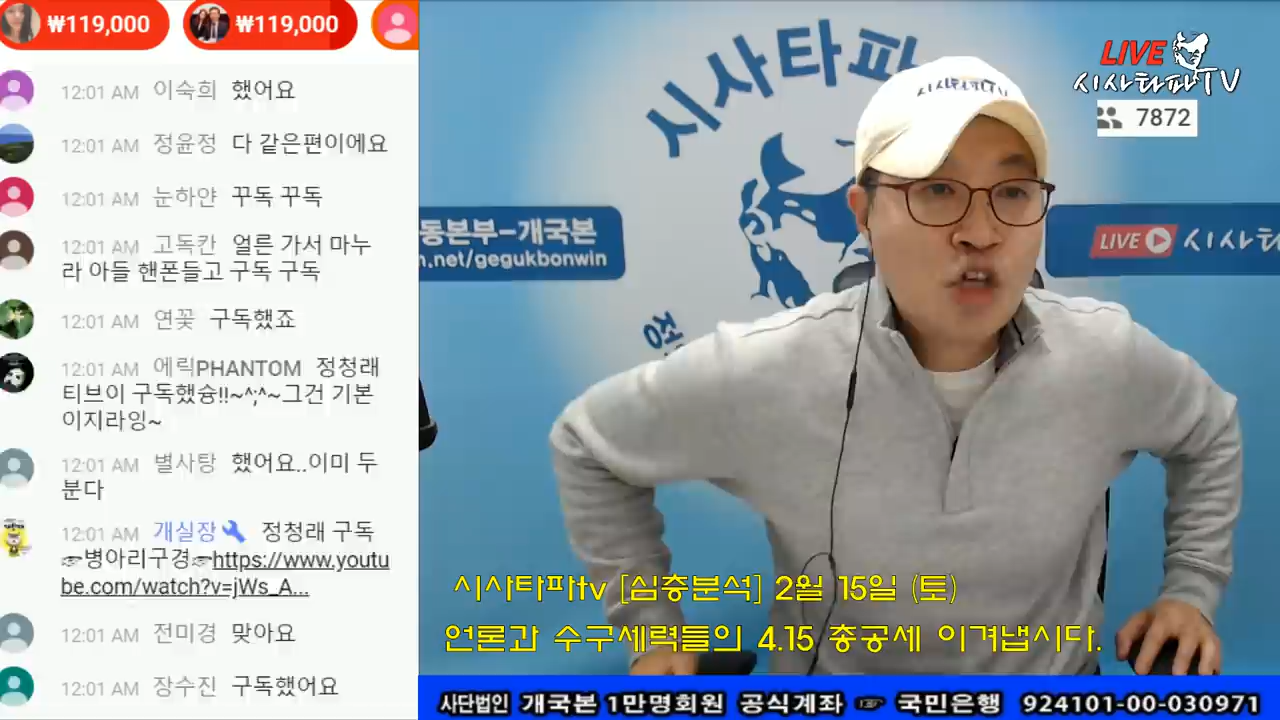 ₩119,000 ₩119,000
12:01 AM 이숙희 했어요
12:01 AM 정윤정 다 같은편이에요
12:01 AM 눈하얀 꾸독 꾸독
12:01 AM 고독칸 얼른 가서 마누
라 아들 핸폰들고 구독 구독
12:01 AM 연꽃 구독했죠
12:01 AM 에릭PHANTOM 정청래
티브이 구독했슝!!~^;^~그건 기본
이지라잉~
12:01 AM 별사탕 했어요..이미 두
분다
12:01 AM 개실장 정청래 구독
☞병아리구경☞https://www.youtu
be.com/watch?v=jWs_A...
12:01 AM 전미경 맞아요
12:01 AM 장수진 구독했어요
시사타파
LIVE
시사타파TV
7872
시사타파TV
동본부-개국본
n.net/gegukbonwin
LIVE 시사타
정
시사타파tv [심층분석] 2월 15일 (토)
언론과 수구세력들의 4.15 총공세 이겨냅시다.
사단법인 개국본 1만명회원 공식계좌 ☞ 국민은행 924101-00-030971